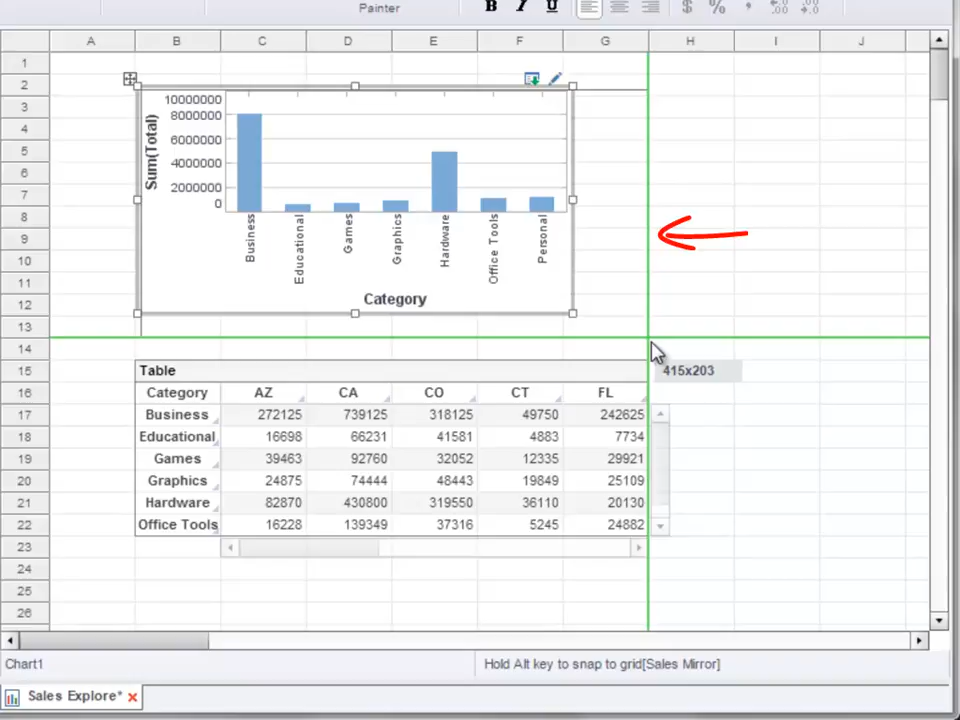 Painter
B I U $ %
A B C D E F G H I J
1
2
3
4
5
6
7
8
9
10
11
12
13
14
15
16
17
18
19
20
21
22
23
24
25
26
Sum(Total)
10000000
8000000
6000000
4000000
2000000
0
Business
Educational
Games
Graphics
Hardware
Office Tools
Personal
Category
415x203
Table
Category AZ CA CO CT FL
Business 272125 739125 318125 49750 242625
Educational 16698 66231 41581 4883 7734
Games 39463 92760 32052 12335 29921
Graphics 24875 74444 48443 19849 25109
Hardware 82870 430800 319550 36110 20130
Office Tools 16228 139349 37316 5245 24882
Chart1
Hold Alt key to snap to grid[Sales Mirror]
Sales Explore*